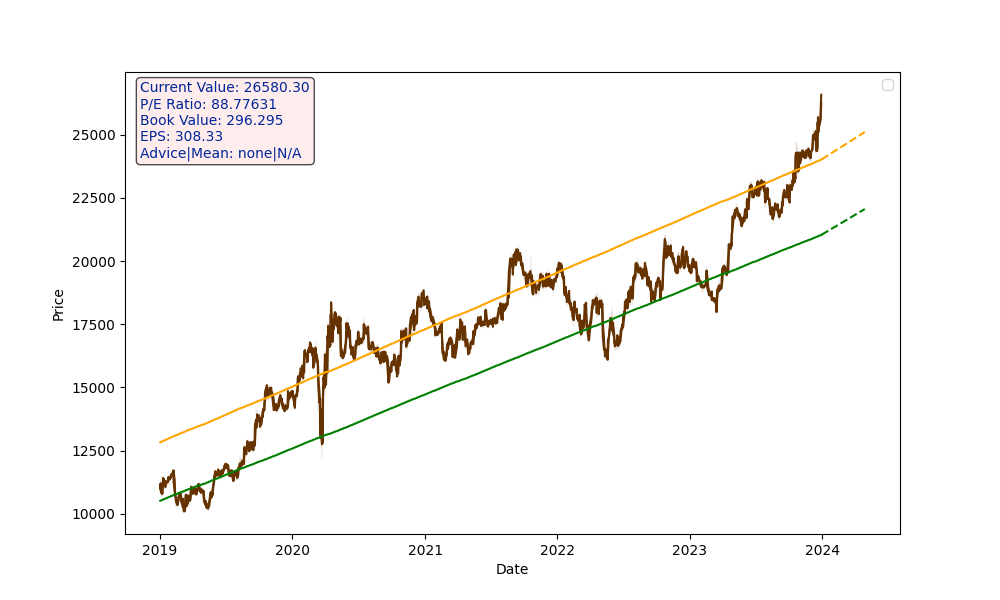 Current Value: 26580.30
P/E Ratio: 88.77631
Book Value: 296.295
EPS: 308.33
Advice|Mean: none|N/A
25000
22500
20000
17500
15000
12500
10000
Price
2019 2020 2021 2022 2023 2024
Date